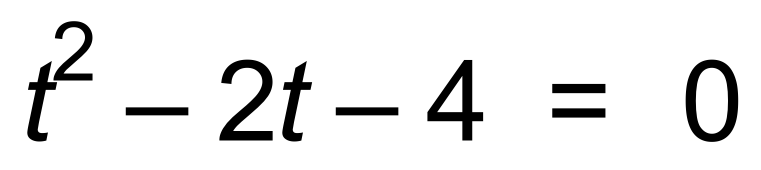 t² − 2t − 4 = 0